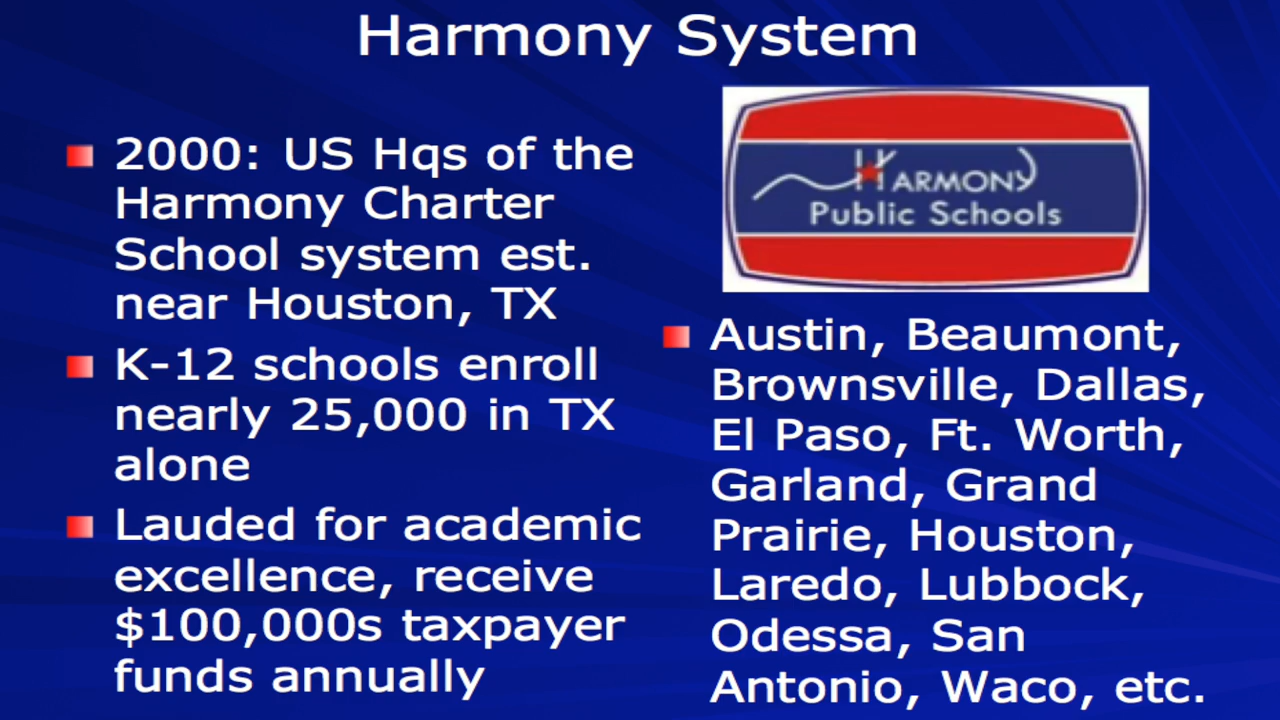 Harmony System
2000: US Hqs of the
Harmony Charter
School system est.
near Houston, TX
K-12 schools enroll
nearly 25,000 in TX
alone
Lauded for academic
excellence, receive
$100,000s taxpayer
funds annually
HARMONY
Public Schools
Austin, Beaumont,
Brownsville, Dallas,
El Paso, Ft. Worth,
Garland, Grand
Prairie, Houston,
Laredo, Lubbock,
Odessa, San
Antonio, Waco, etc.